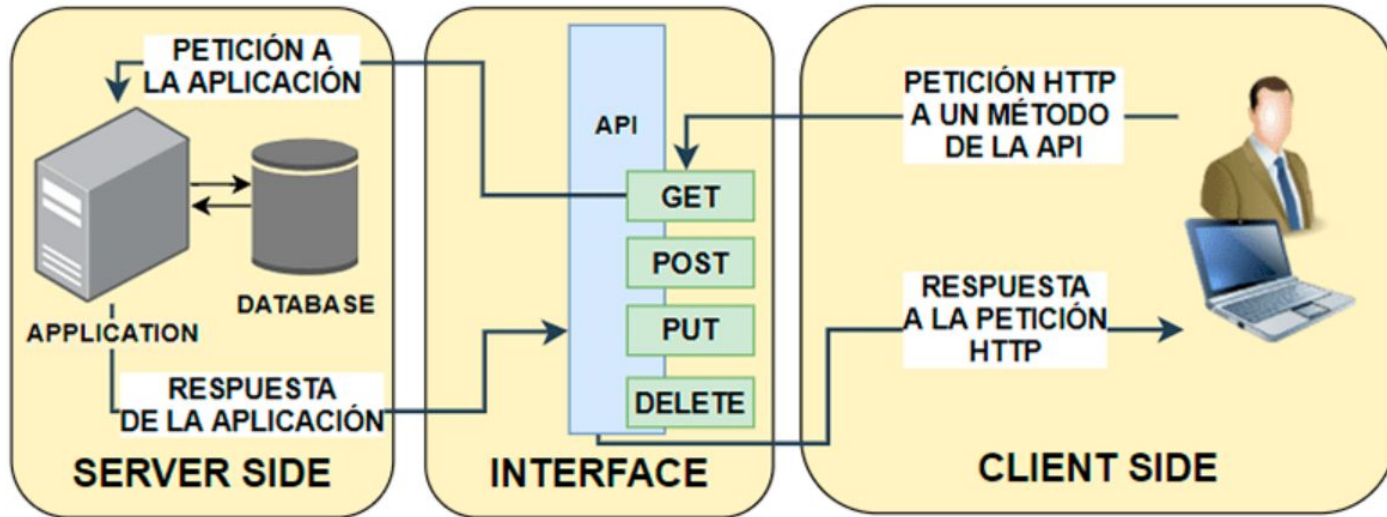 PETICIÓN A
LA APLICACIÓN
APPLICATION
DATABASE
RESPUESTA
DE LA APLICACIÓN
SERVER SIDE
API
GET
POST
PUT
DELETE
INTERFACE
PETICIÓN HTTP
A UN MÉTODO
DE LA API
RESPUESTA
A LA PETICIÓN
HTTP
CLIENT SIDE